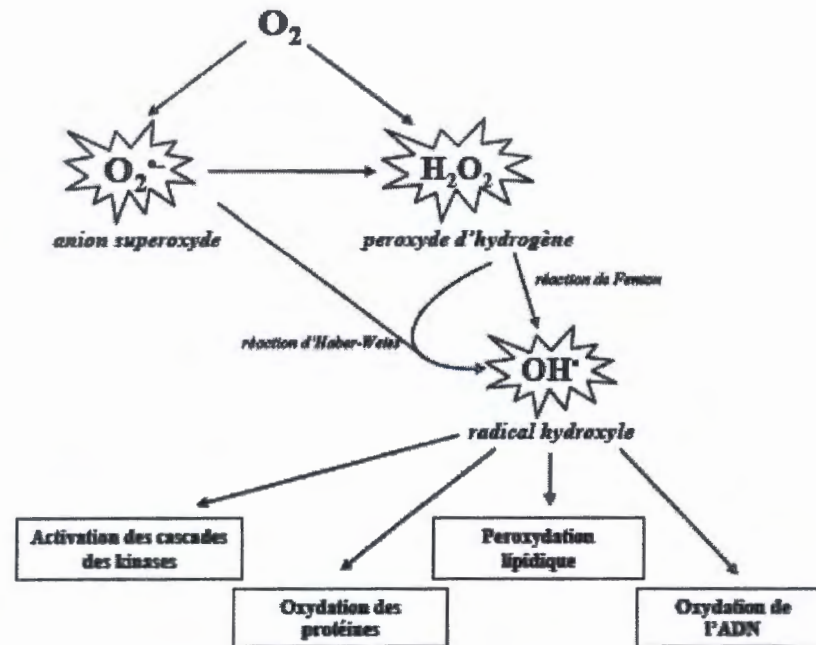 O₂
O₂•–
H₂O₂
anion superoxyde
peroxyde d'hydrogène
réaction de Fenton
réaction d'Haber-Weiss
OH•
radical hydroxyle
Activation des cascades
des kinases
Peroxydation
lipidique
Oxydation des
protéines
Oxydation de
l'ADN